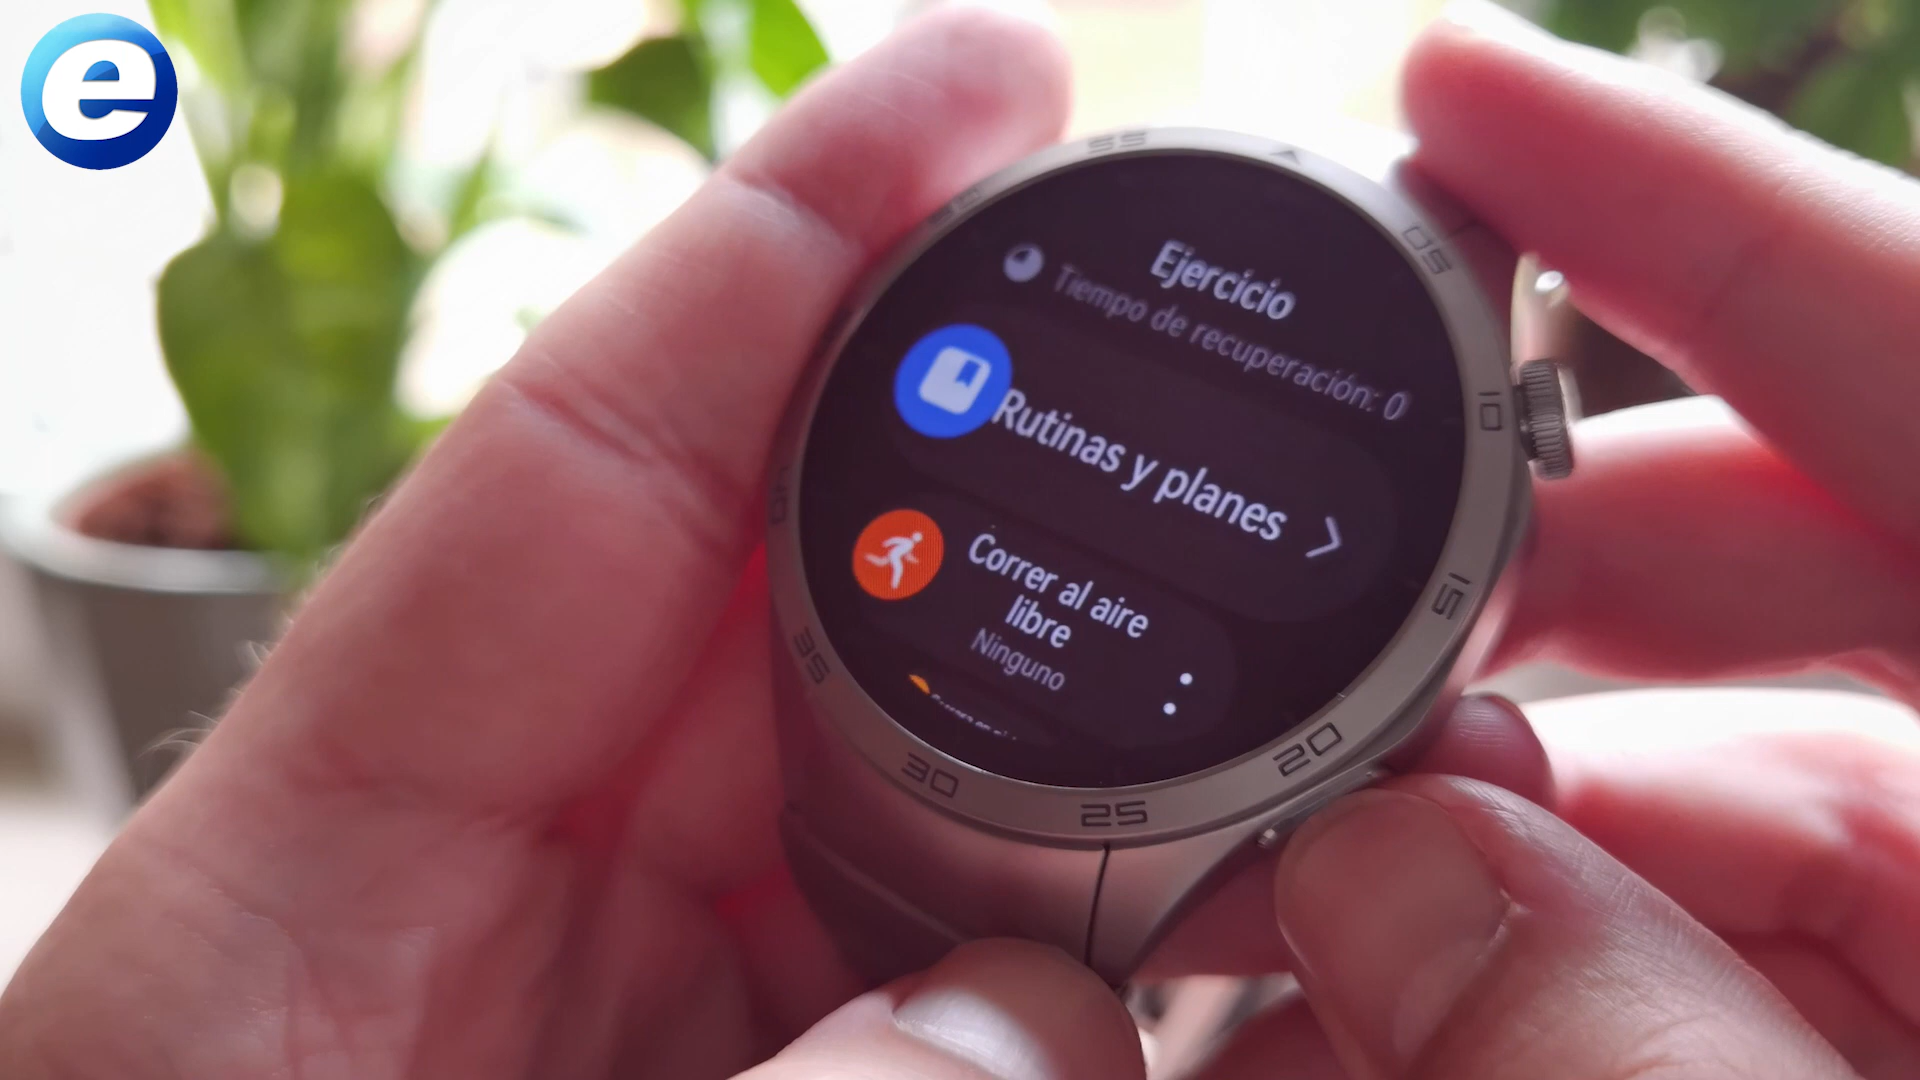 e
55
05
10
15
20
25
30
35
Ejercicio
Tiempo de recuperación: 0
Rutinas y planes
Correr al aire
libre
Ninguno